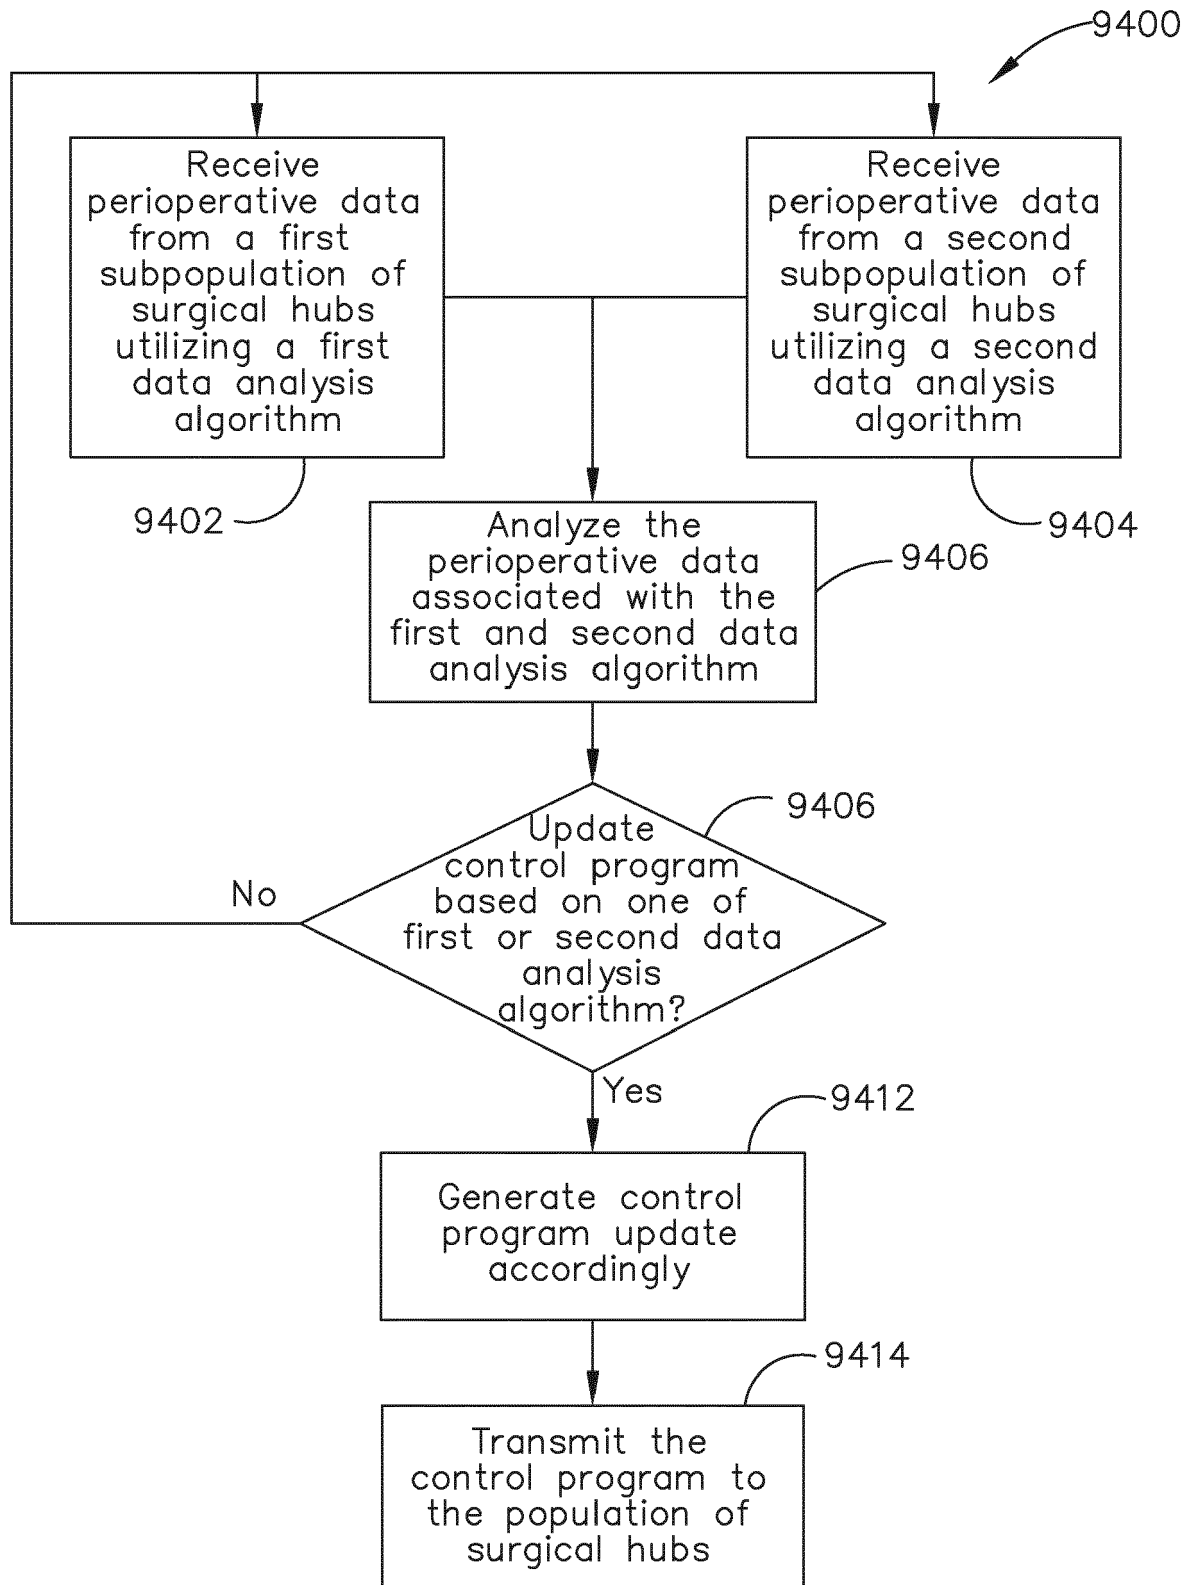 9400
Receive
perioperative data
from a first
subpopulation of
surgical hubs
utilizing a first
data analysis
algorithm
9402
Receive
perioperative data
from a second
subpopulation of
surgical hubs
utilizing a second
data analysis
algorithm
9404
Analyze the
perioperative data
associated with the
first and second data
analysis algorithm
9406
Update
control program
based on one of
first or second data
analysis
algorithm?
9406
No
Yes
Generate control
program update
accordingly
9412
Transmit the
control program to
the population of
surgical hubs
9414